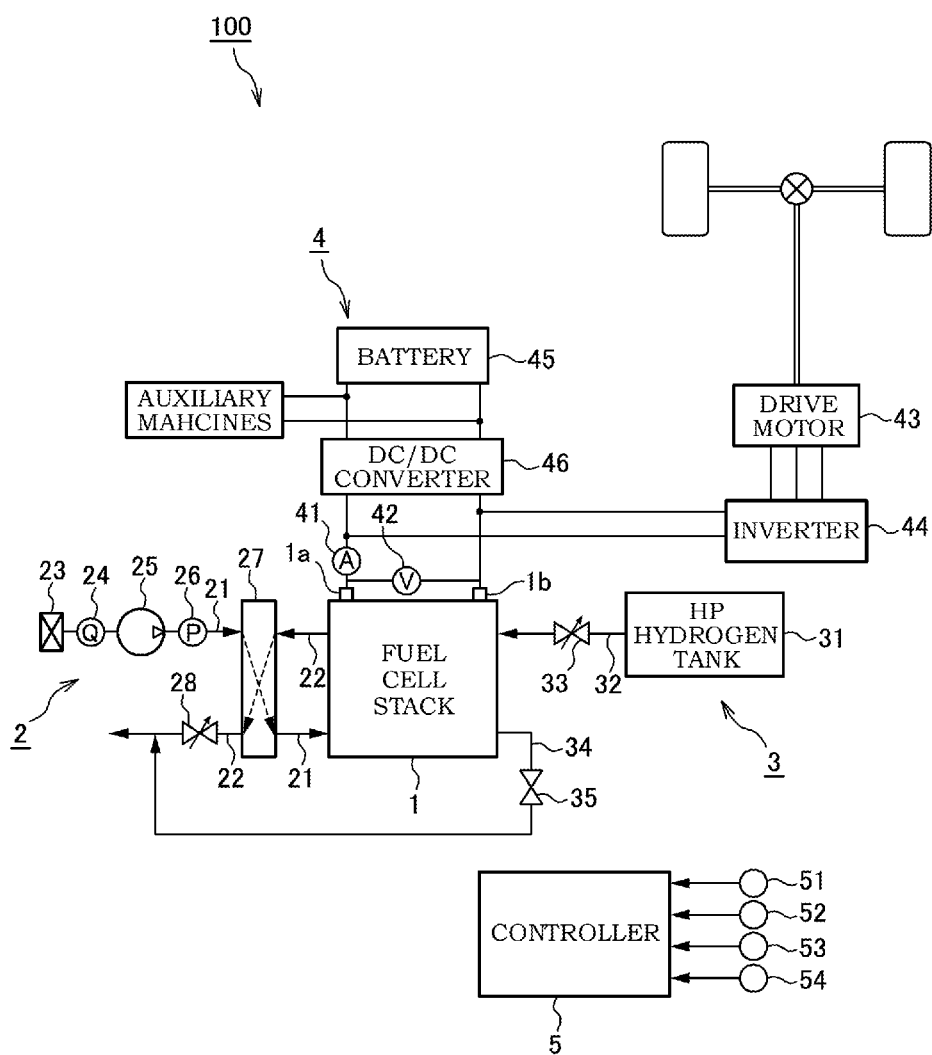 100
4
BATTERY
45
AUXILIARY
MAHCINES
DRIVE
MOTOR
43
DC/DC
CONVERTER
46
41
42
INVERTER
44
A
V
1a
1b
23
24
25
26
21
27
Q
P
22
FUEL
CELL
STACK
HP
HYDROGEN
TANK
31
33
32
28
2
22
21
34
3
1
35
CONTROLLER
51
52
53
54
5